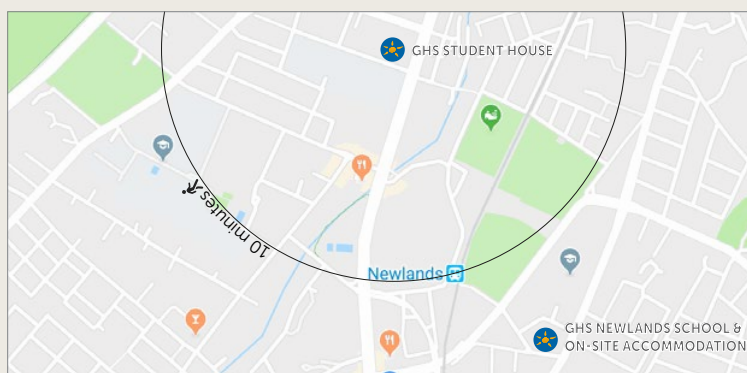 GHS STUDENT HOUSE
10 minutes
Newlands
GHS NEWLANDS SCHOOL &
ON-SITE ACCOMMODATION